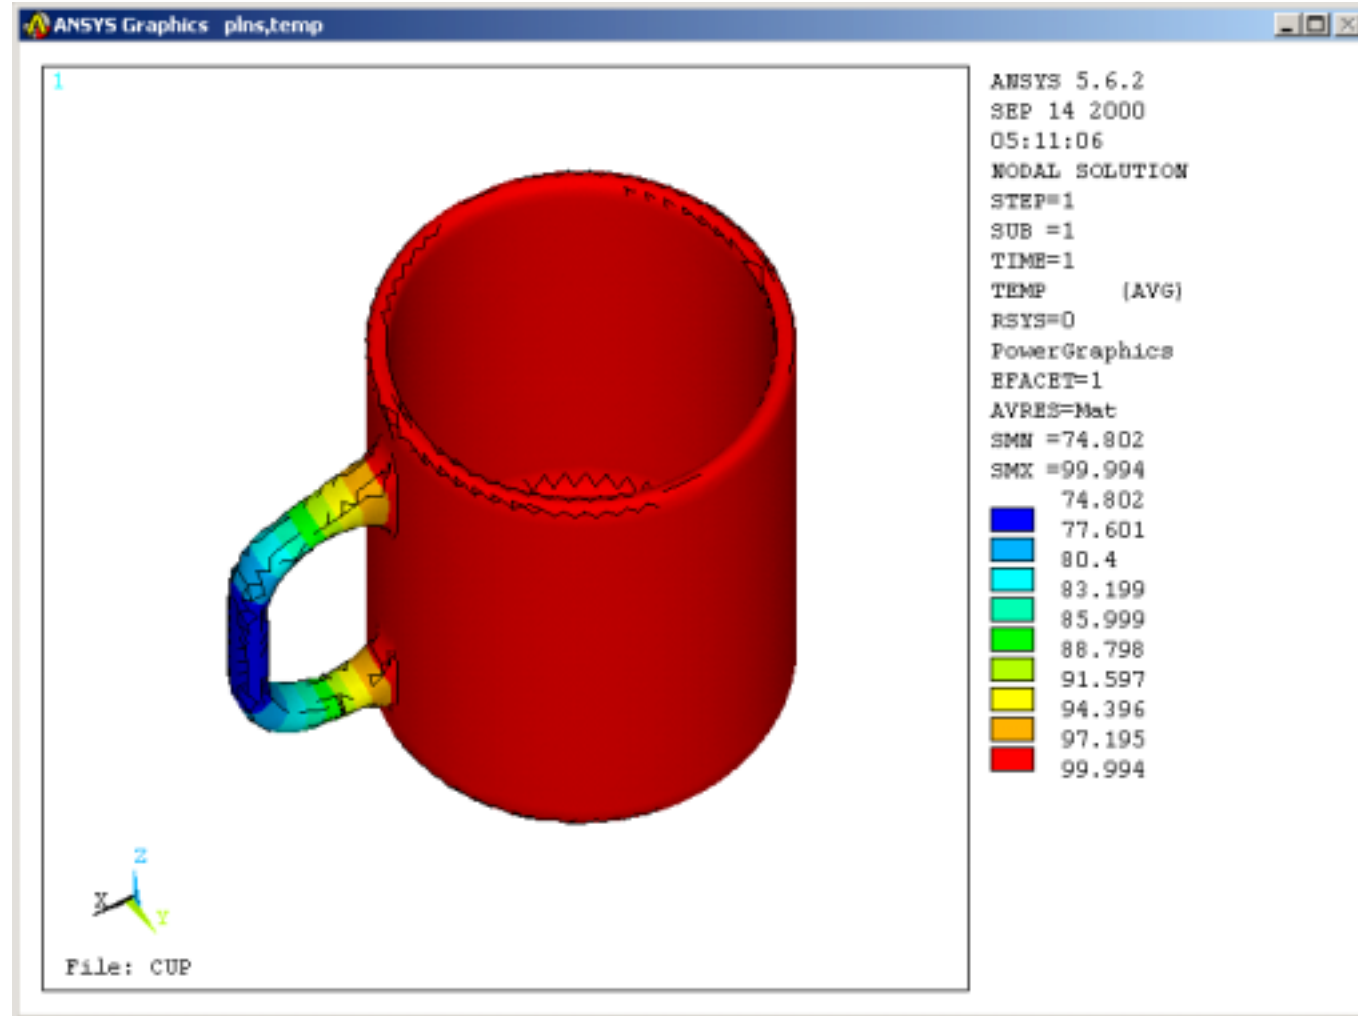 ANSYS Graphics plns,temp
1
ANSYS 5.6.2
SEP 14 2000
05:11:06
NODAL SOLUTION
STEP=1
SUB =1
TIME=1
TEMP (AVG)
RSYS=0
PowerGraphics
EFACET=1
AVRES=Mat
SMN =74.802
SMX =99.994
74.802
77.601
80.4
83.199
85.999
88.798
91.597
94.396
97.195
99.994
Z
X
Y
File: CUP